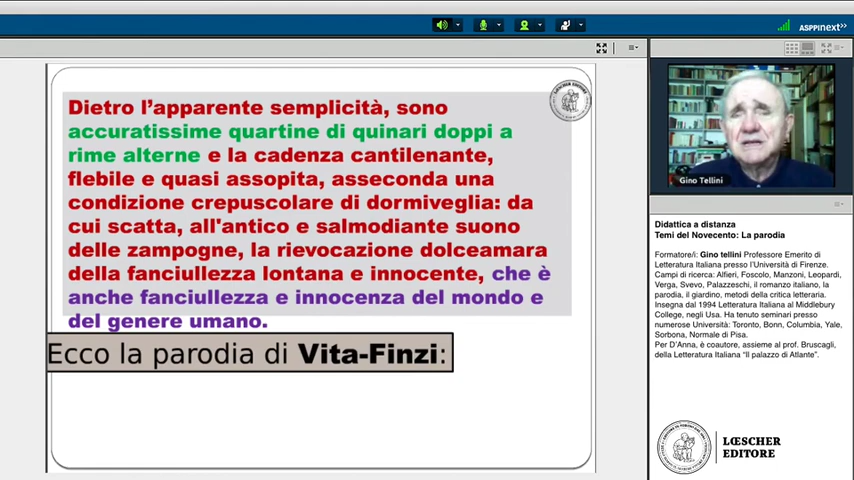 ASPPInext>>
Dietro l’apparente semplicità, sono
accuratissime quartine di quinari doppi a
rime alterne e la cadenza cantilenante,
flebile e quasi assopita, asseconda una
condizione crepuscolare di dormiveglia: da
cui scatta, all'antico e salmodiante suono
delle zampogne, la rievocazione dolceamara
della fanciullezza lontana e innocente, che è
anche fanciullezza e innocenza del mondo e
del genere umano.
Ecco la parodia di Vita-Finzi:
LŒSCHER EDITORE
Gino Tellini
Didattica a distanza
Temi del Novecento: La parodia
Formatore/i: Gino tellini Professore Emerito di
Letteratura Italiana presso l'Università di Firenze.
Campi di ricerca: Alfieri, Foscolo, Manzoni, Leopardi,
Verga, Svevo, Palazzeschi, il romanzo italiano, la
parodia, il giardino, metodi della critica letteraria.
Insegna dal 1994 Letteratura Italiana al Middlebury
College, negli Usa. Ha tenuto seminari presso
numerose Università: Toronto, Bonn, Columbia, Yale,
Sorbona, Normale di Pisa.
Per D'Anna, è coautore, assieme al prof. Bruscagli,
della Letteratura Italiana "Il palazzo di Atlante".
LŒSCHER
EDITORE